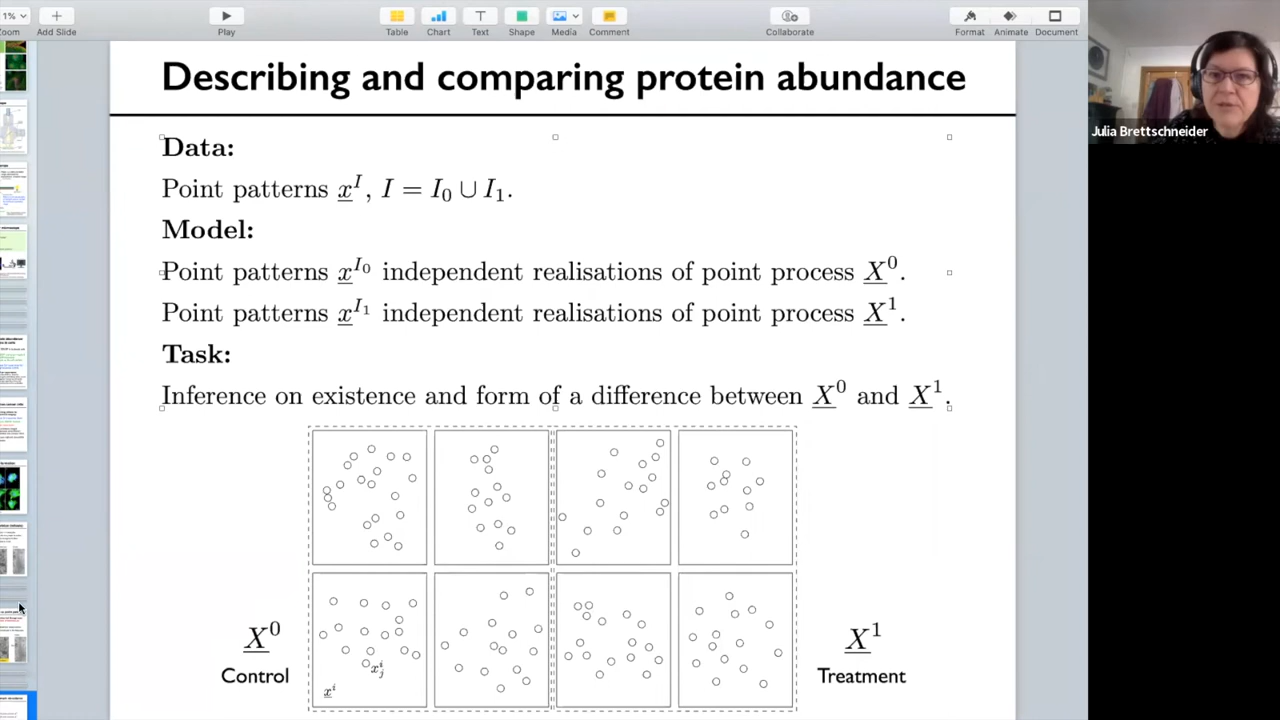 1%
Zoom
Add Slide
Play
Table
Chart
Text
Shape
Media
Comment
Collaborate
Format
Animate
Document
Julia Brettschneider
Describing and comparing protein abundance
Data:
Point patterns x^I, I = I_0 ∪ I_1.
Model:
Point patterns x^{I_0} independent realisations of point process X^0.
Point patterns x^{I_1} independent realisations of point process X^1.
Task:
Inference on existence and form of a difference between X^0 and X^1.
X^0
Control
x^i_j
x^i
X^1
Treatment